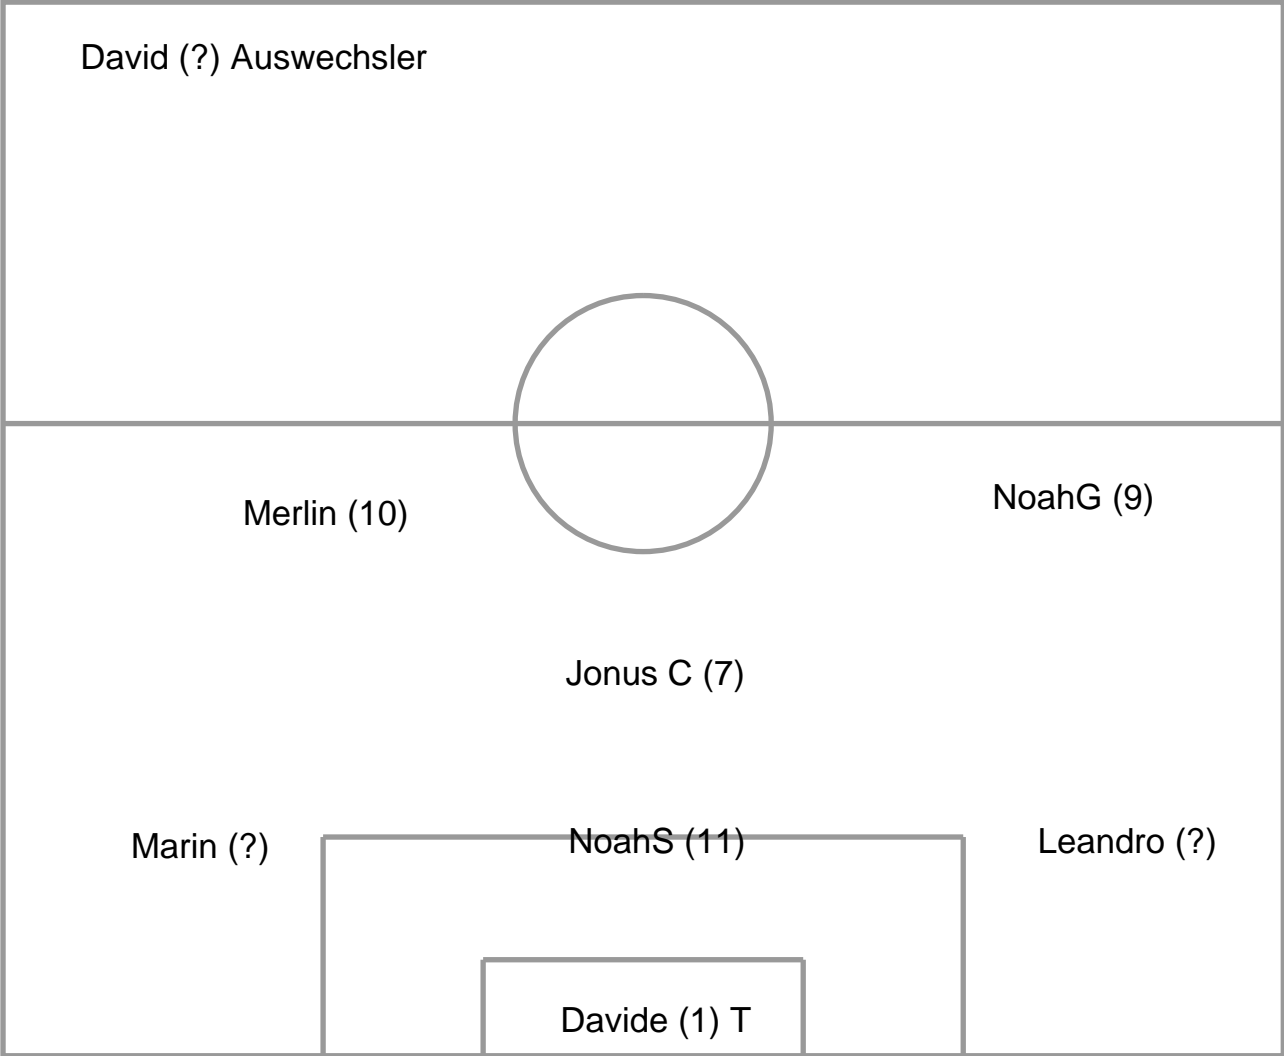 David (?) Auswechsler
Merlin (10)
NoahG (9)
Jonus C (7)
Marin (?)
NoahS (11)
Leandro (?)
Davide (1) T